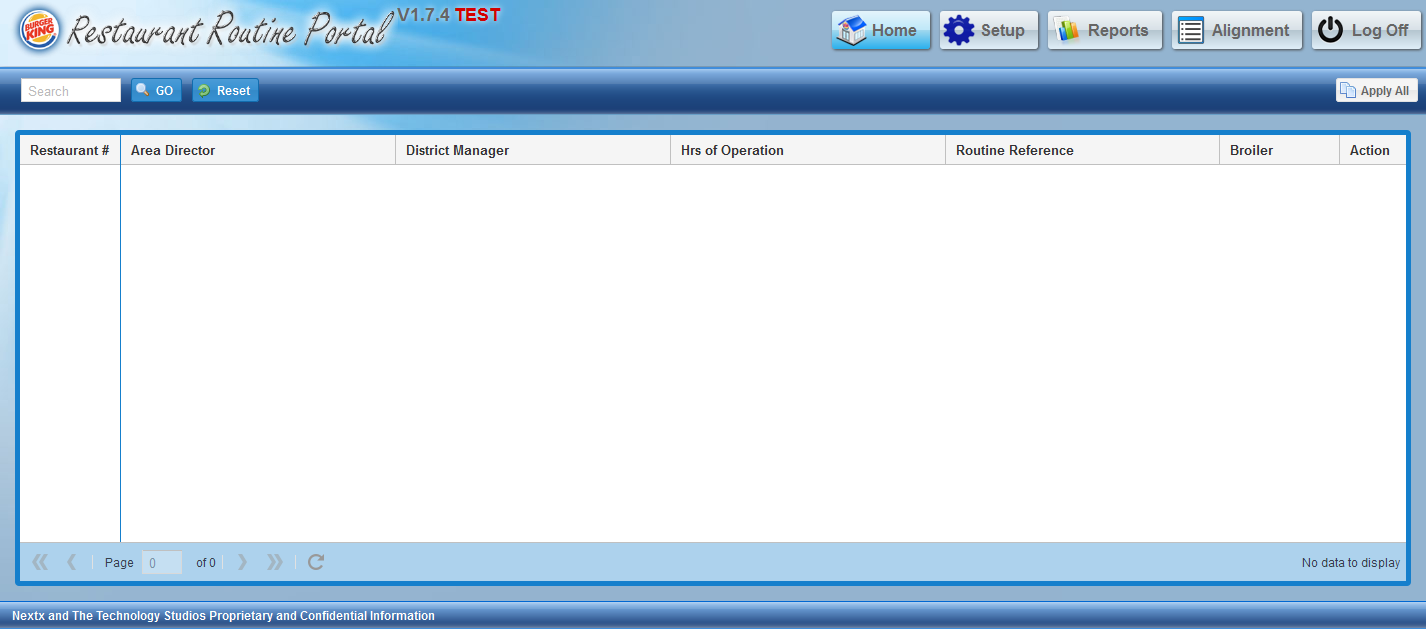 BURGER KING Restaurant Routine Portal V1.7.4 TEST
Home Setup Reports Alignment Log Off
Search GO Reset Apply All
Restaurant # Area Director District Manager Hrs of Operation Routine Reference Broiler Action
Page 0 of 0 No data to display
Nextx and The Technology Studios Proprietary and Confidential Information